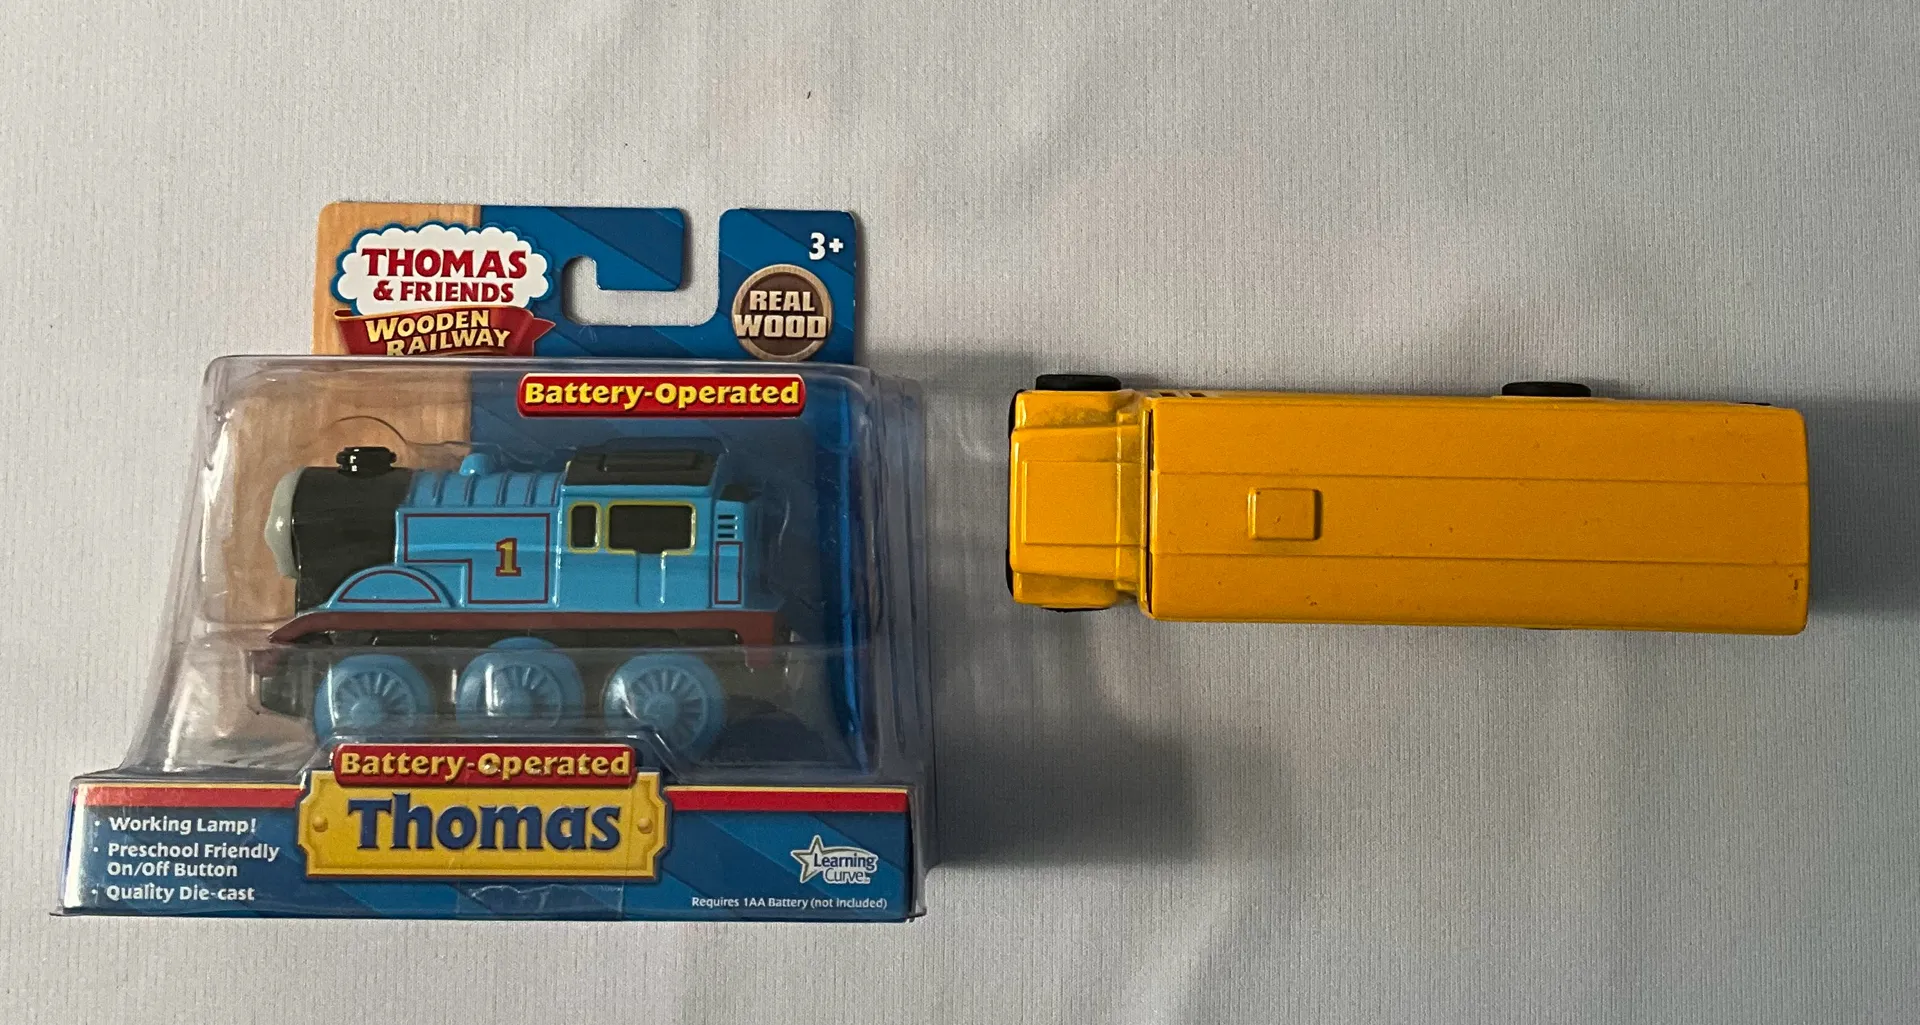 THOMAS
& FRIENDS
WOODEN
RAILWAY
3+
REAL
WOOD
Battery-Operated
1
Battery-Operated
Thomas
• Working Lamp!
• Preschool Friendly
On/Off Button
• Quality Die-cast
Learning
Curve
Requires 1AA Battery (not included)